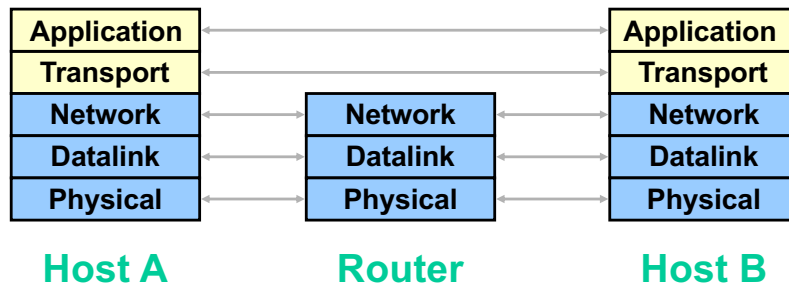 Application
Application
Transport
Transport
Network
Network
Network
Datalink
Datalink
Datalink
Physical
Physical
Physical
Host A
Router
Host B